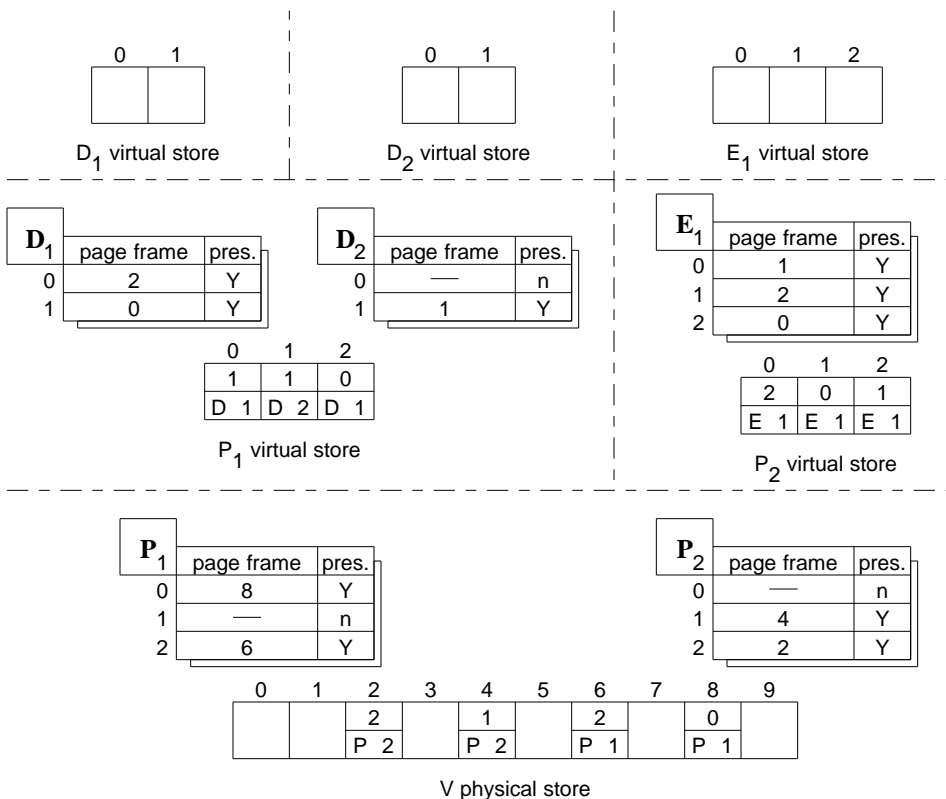 0 1
D1 virtual store
0 1
D2 virtual store
0 1 2
E1 virtual store
D1
page frame pres.
0 2 Y
1 0 Y
D2
page frame pres.
0 — n
1 1 Y
E1
page frame pres.
0 1 Y
1 2 Y
2 0 Y
0 1 2
1 1 0
D 1 D 2 D 1
P1 virtual store
0 1 2
2 0 1
E 1 E 1 E 1
P2 virtual store
P1
page frame pres.
0 8 Y
1 — n
2 6 Y
P2
page frame pres.
0 — n
1 4 Y
2 2 Y
0 1 2 3 4 5 6 7 8 9
2 1 2 0
P 2 P 2 P 1 P 1
V physical store